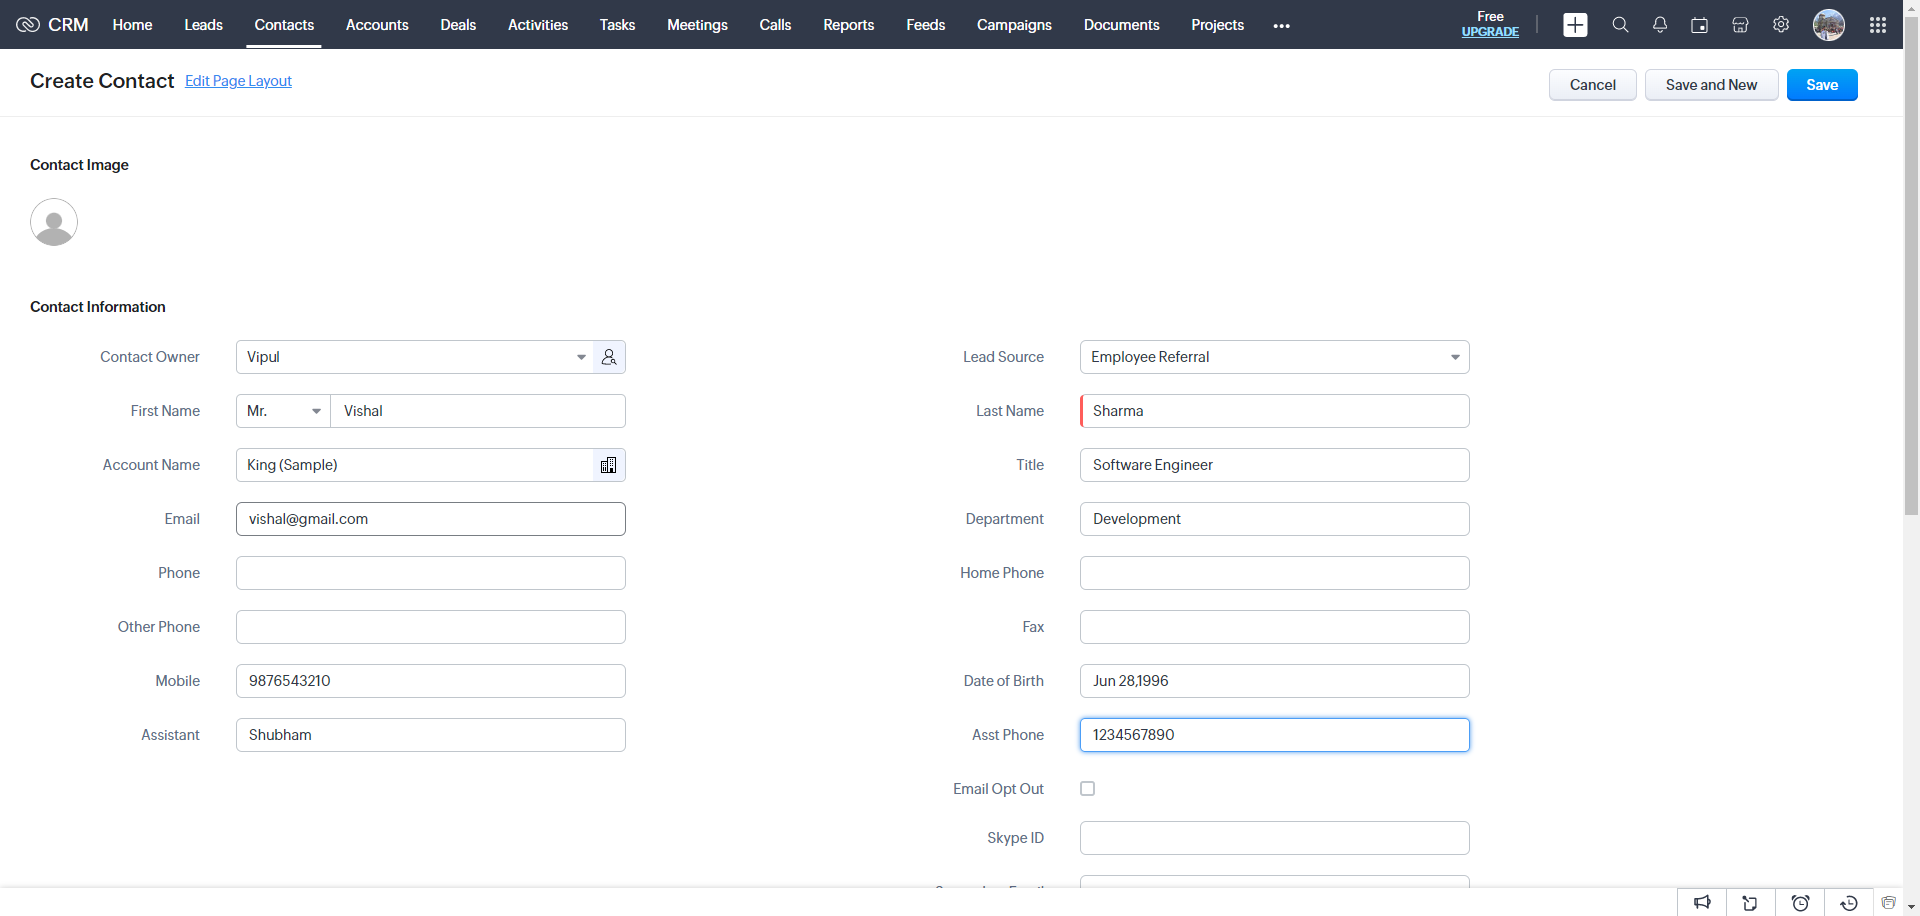 CRM Home Leads Contacts Accounts Deals Activities Tasks Meetings Calls Reports Feeds Campaigns Documents Projects ••• Free
UPGRADE
Create Contact Edit Page Layout Cancel Save and New Save
Contact Image
Contact Information
Contact Owner Vipul Lead Source Employee Referral
First Name Mr. Vishal Last Name Sharma
Account Name King (Sample) Title Software Engineer
Email vishal@gmail.com Department Development
Phone Home Phone
Other Phone Fax
Mobile 9876543210 Date of Birth Jun 28,1996
Assistant Shubham Asst Phone 1234567890
Email Opt Out
Skype ID